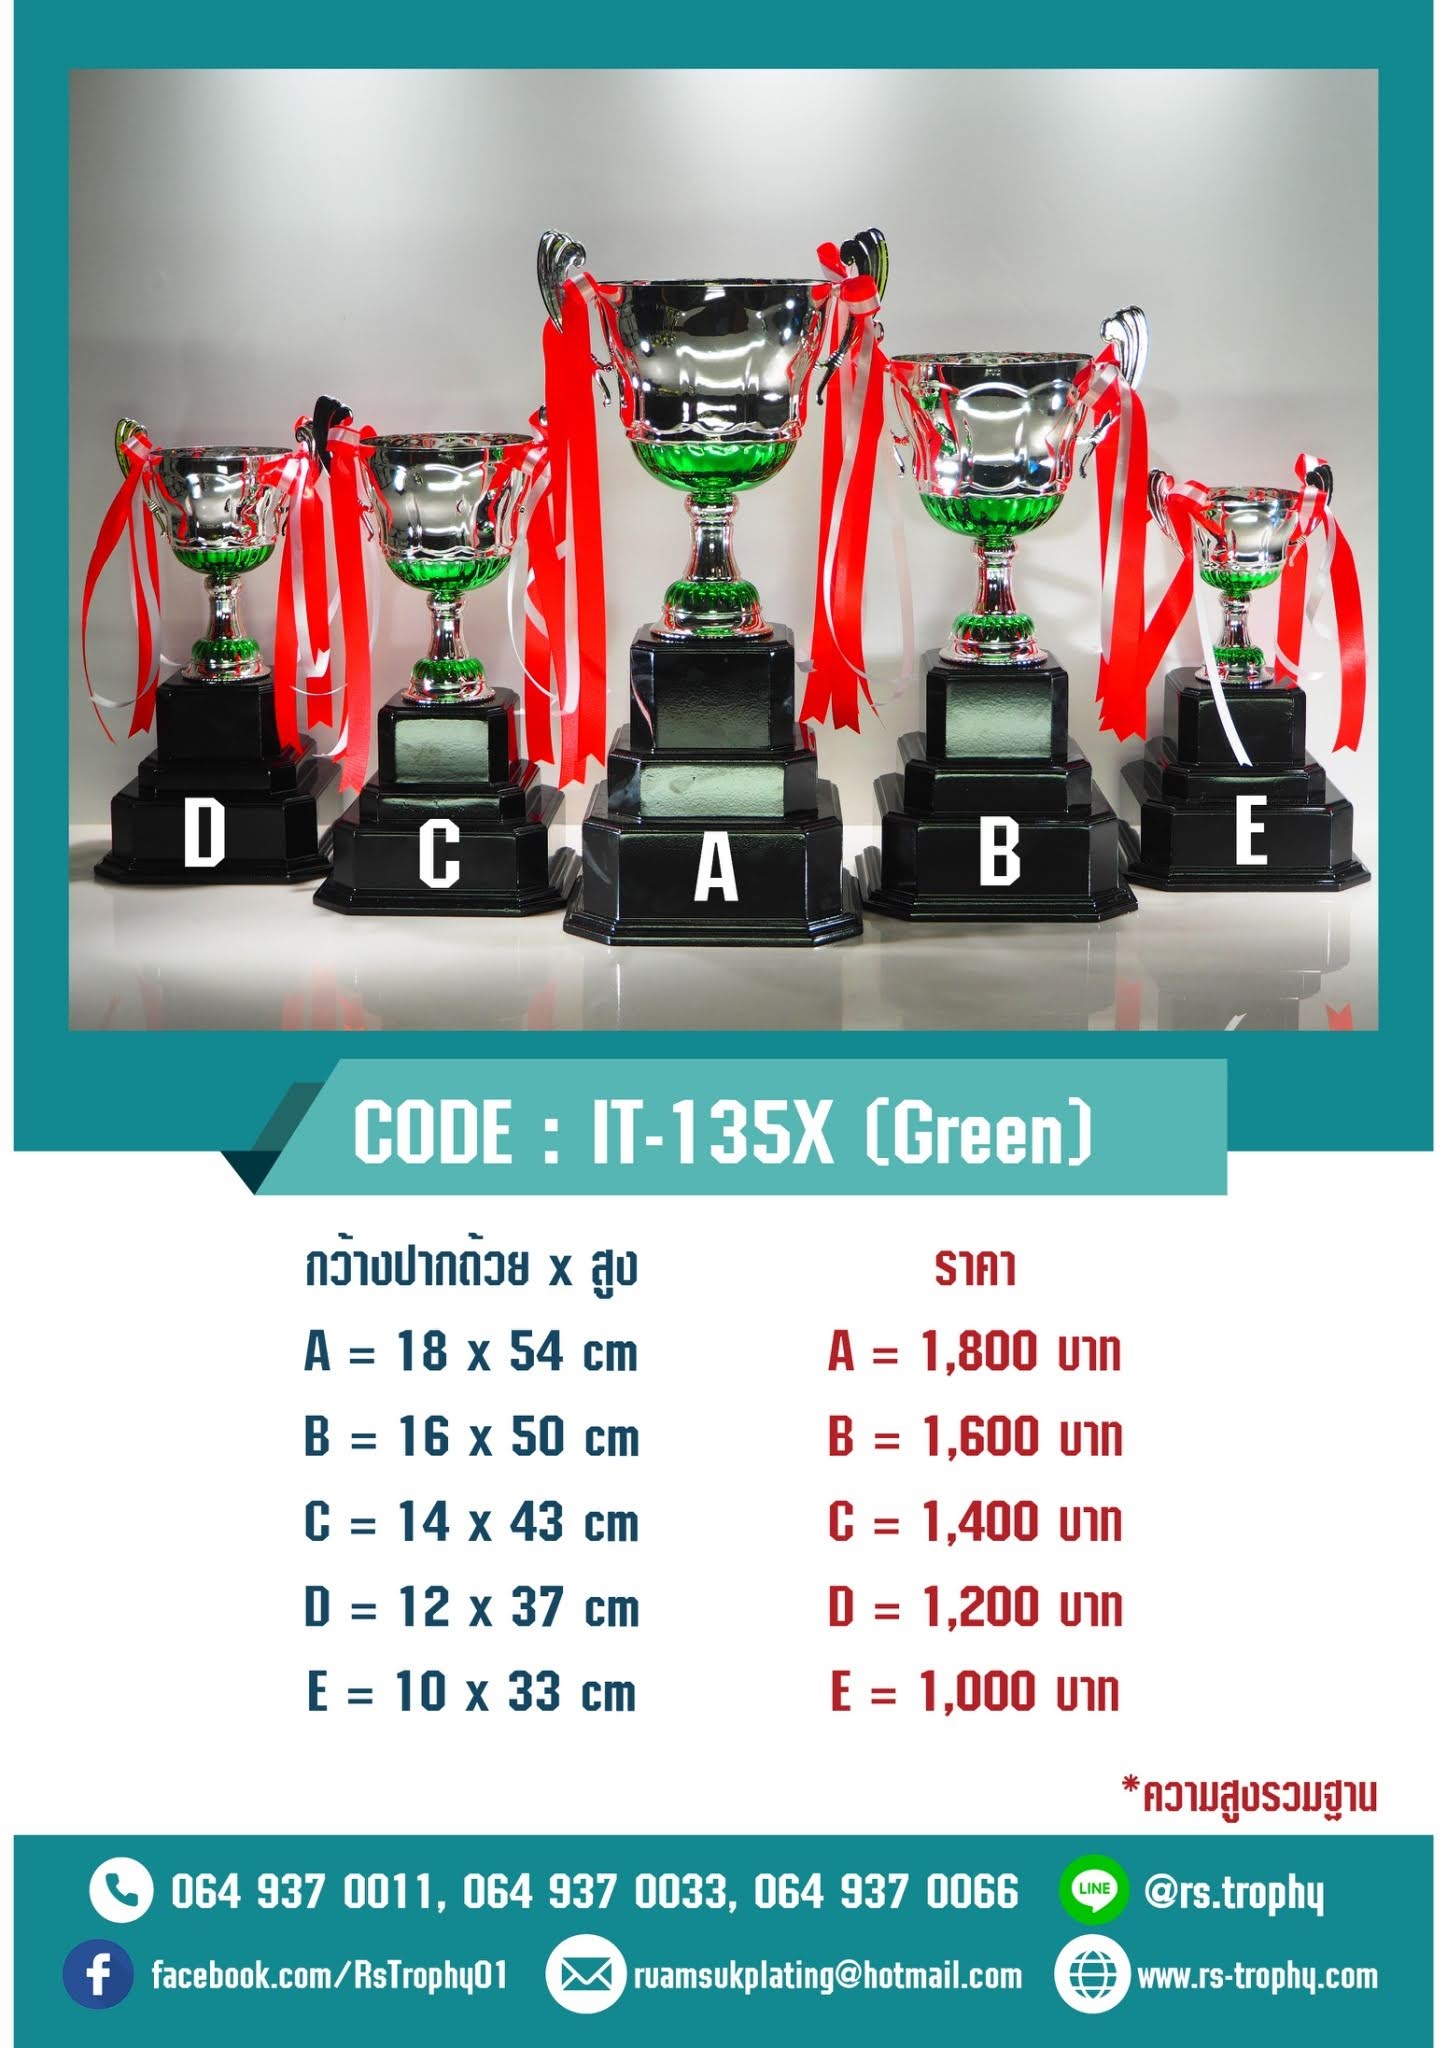 D
C
A
B
E
CODE : IT-135X (Green)
กว้างปากถ้วย x สูง
A = 18 x 54 cm
B = 16 x 50 cm
C = 14 x 43 cm
D = 12 x 37 cm
E = 10 x 33 cm
ราคา
A = 1,800 บาท
B = 1,600 บาท
C = 1,400 บาท
D = 1,200 บาท
E = 1,000 บาท
*ความสูงรวมฐาน
064 937 0011, 064 937 0033, 064 937 0066
LINE @rs.trophy
facebook.com/RsTrophy01
ruamsukplating@hotmail.com
www.rs-trophy.com